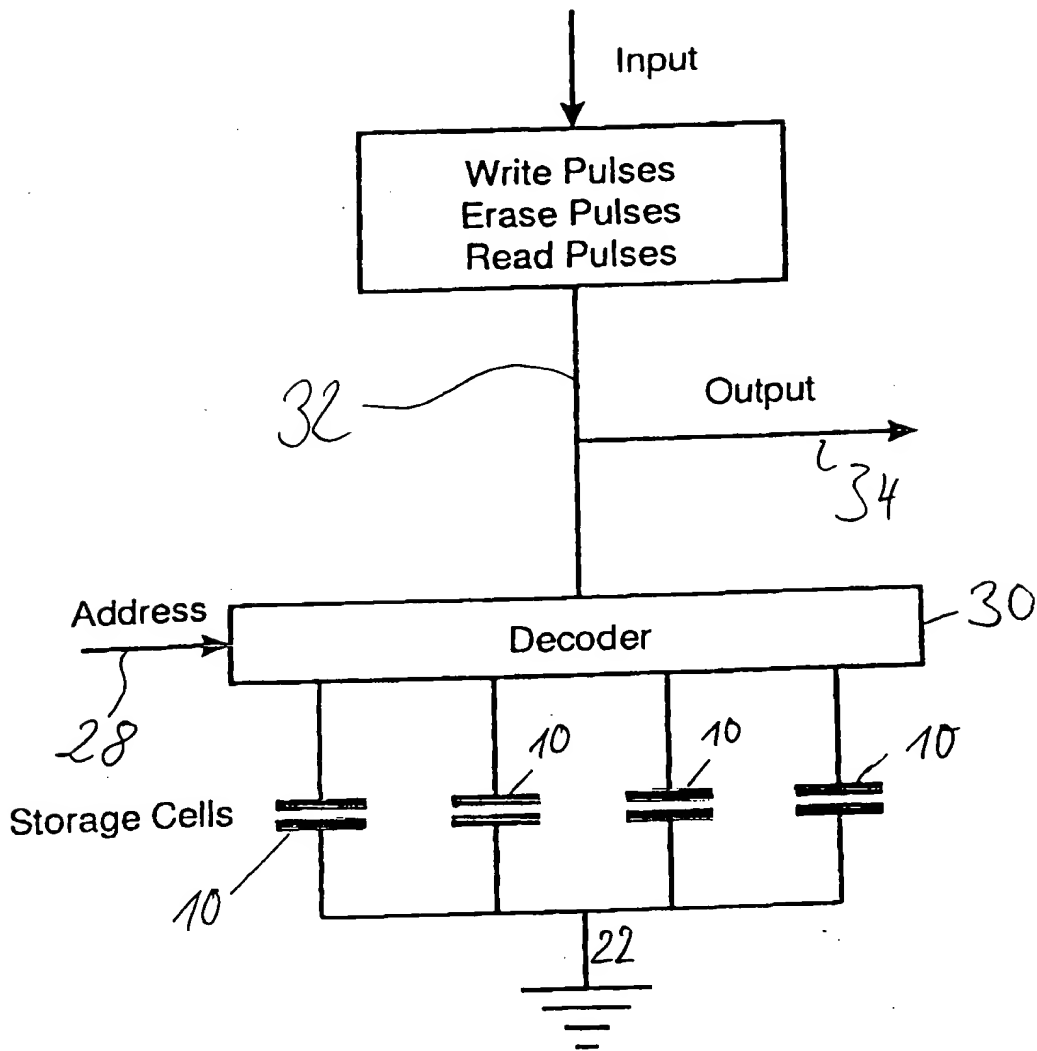 Input
Write Pulses
Erase Pulses
Read Pulses
32
Output
34
Address
30
Decoder
28
10
10
10
Storage Cells
10
22